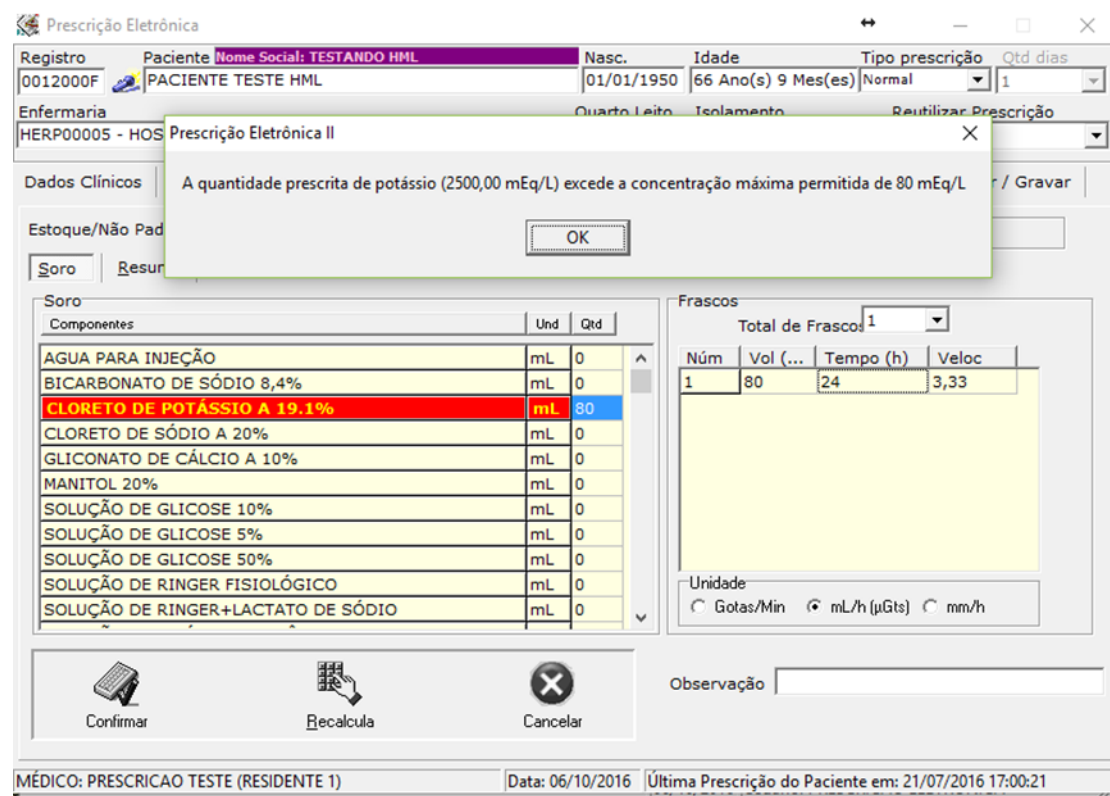 Prescrição Eletrônica
Registro Paciente Nome Social: TESTANDO HML Nasc. Idade Tipo prescrição Qtd dias
0012000F PACIENTE TESTE HML 01/01/1950 66 Ano(s) 9 Mes(es) Normal 1
Enfermaria Quarto Leito Isolamento Reutilizar Prescrição
HERP00005 - HOS
Prescrição Eletrônica II
Dados Clínicos
A quantidade prescrita de potássio (2500,00 mEq/L) excede a concentração máxima permitida de 80 mEq/L
/ Gravar
Estoque/Não Pad
OK
Soro Resur
Soro
Componentes Und Qtd
AGUA PARA INJEÇÃO mL 0
BICARBONATO DE SÓDIO 8,4% mL 0
CLORETO DE POTÁSSIO A 19.1% mL 80
CLORETO DE SÓDIO A 20% mL 0
GLICONATO DE CÁLCIO A 10% mL 0
MANITOL 20% mL 0
SOLUÇÃO DE GLICOSE 10% mL 0
SOLUÇÃO DE GLICOSE 5% mL 0
SOLUÇÃO DE GLICOSE 50% mL 0
SOLUÇÃO DE RINGER FISIOLÓGICO mL 0
SOLUÇÃO DE RINGER+LACTATO DE SÓDIO mL 0
Frascos
Total de Frascos 1
Núm Vol (... Tempo (h) Veloc
1 80 24 3,33
Unidade
Gotas/Min mL/h (µGts) mm/h
Confirmar Recalcula Cancelar
Observação
MÉDICO: PRESCRICAO TESTE (RESIDENTE 1) Data: 06/10/2016 Última Prescrição do Paciente em: 21/07/2016 17:00:21